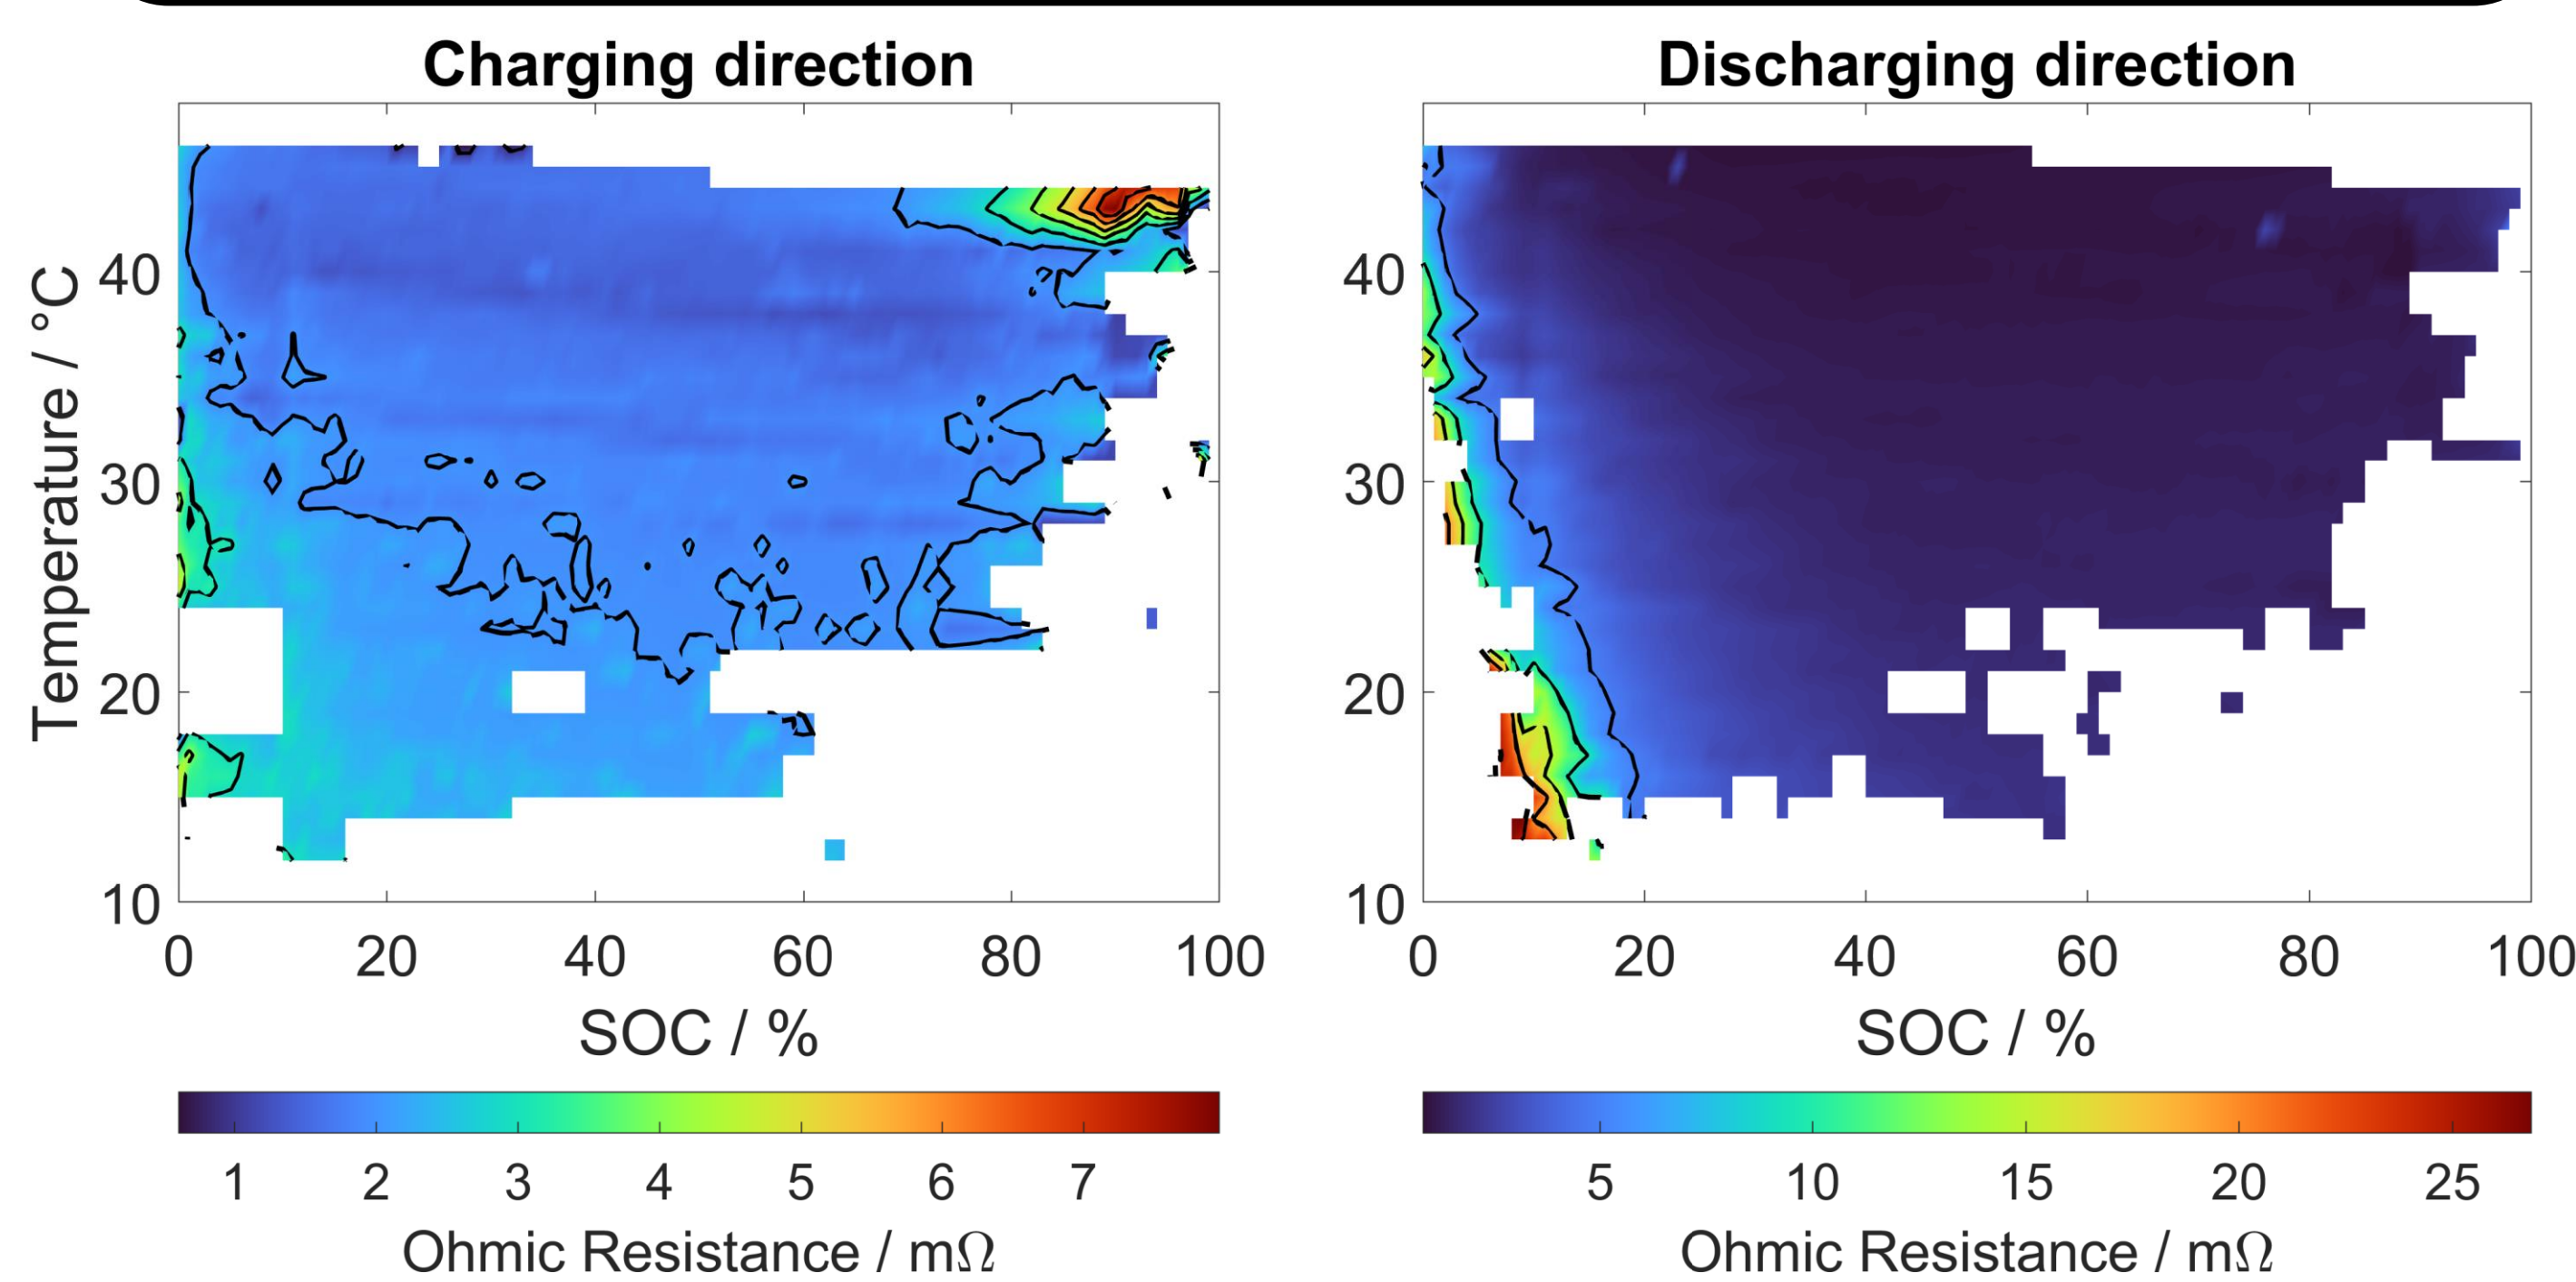 Charging direction
Discharging direction
Temperature / °C
40
30
20
10
0 20 40 60 80 100
SOC / %
40
30
20
10
0 20 40 60 80 100
SOC / %
1 2 3 4 5 6 7
Ohmic Resistance / mΩ
5 10 15 20 25
Ohmic Resistance / mΩ